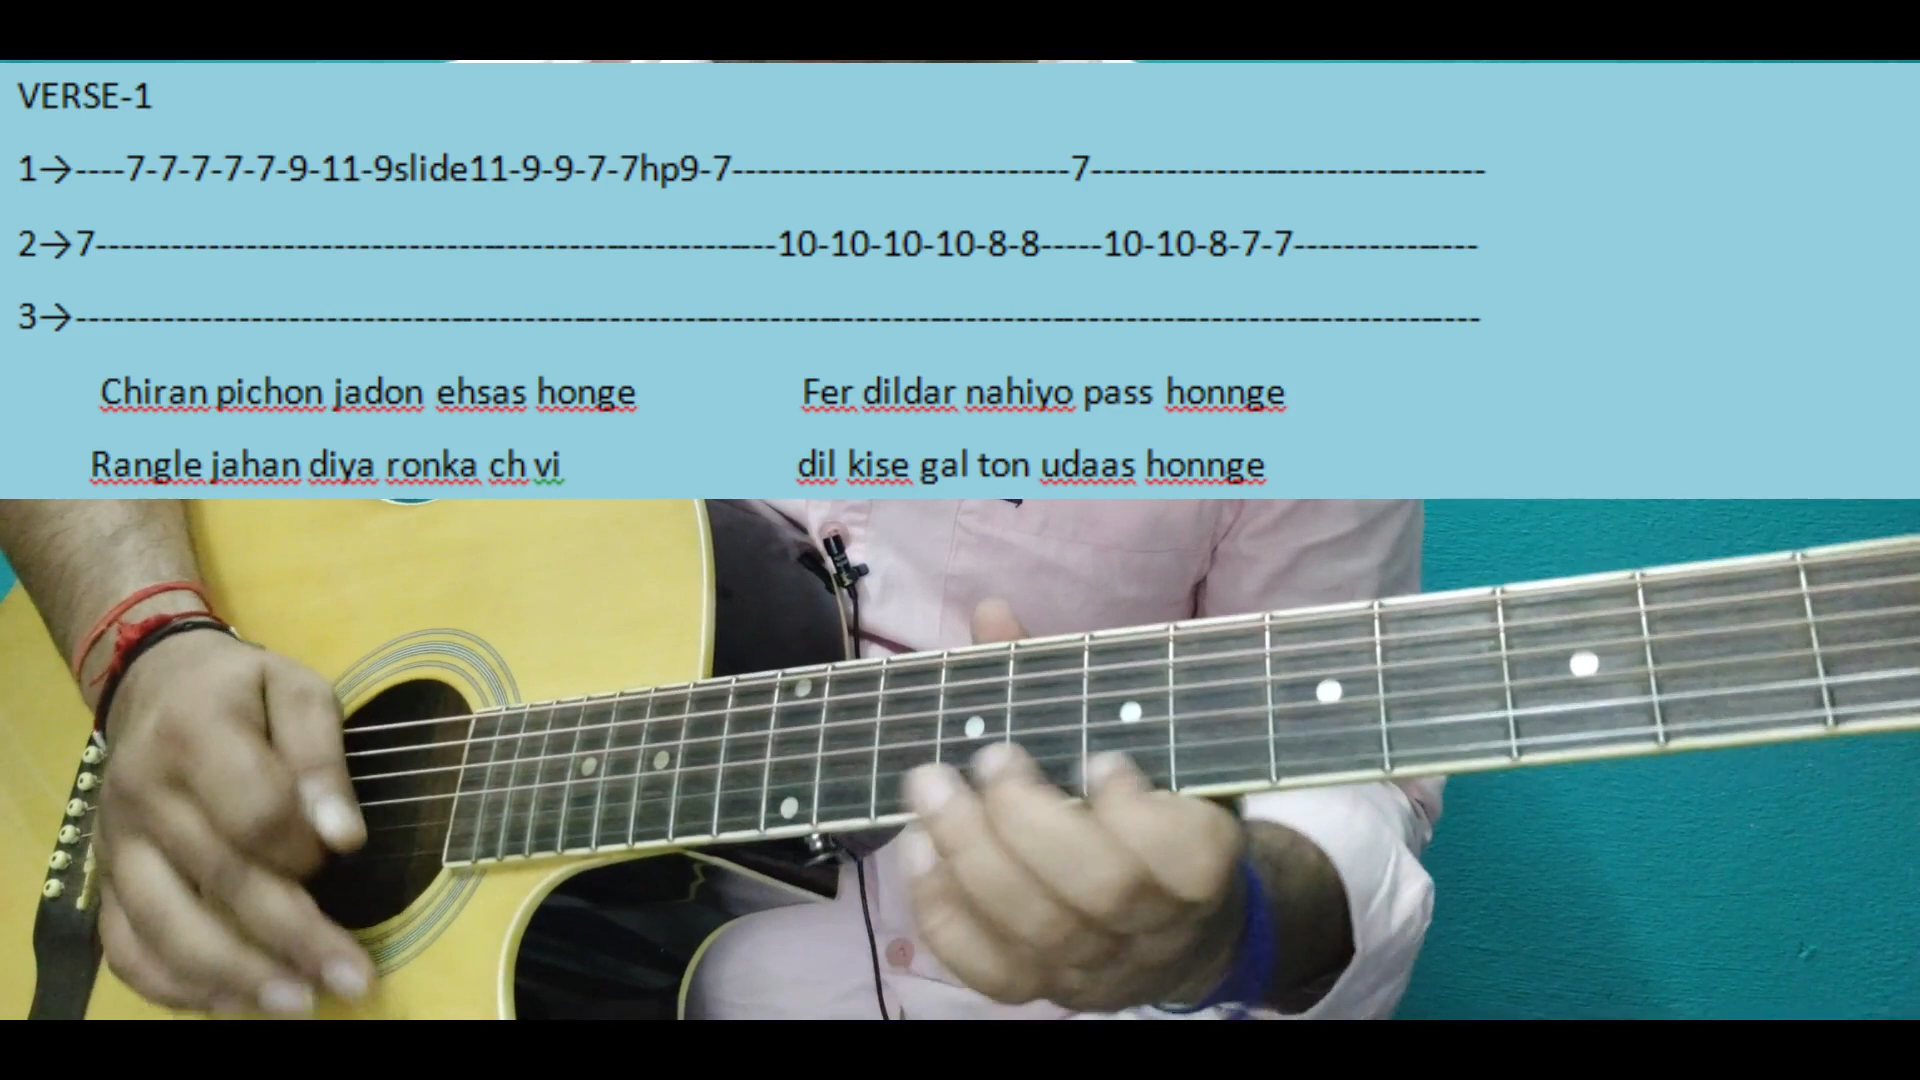 VERSE-1
1→----7-7-7-7-7-9-11-9slide11-9-9-7-7hp9-7---------------------------7--------------------------------
2→7-------------------------------------------------------10-10-10-10-8-8-----10-10-8-7-7---------------
3→----------------------------------------------------------------------------------------------------------------
Chiran pichon jadon ehsas honge Fer dildar nahiyo pass honnge
Rangle jahan diya ronka ch vi dil kise gal ton udaas honnge